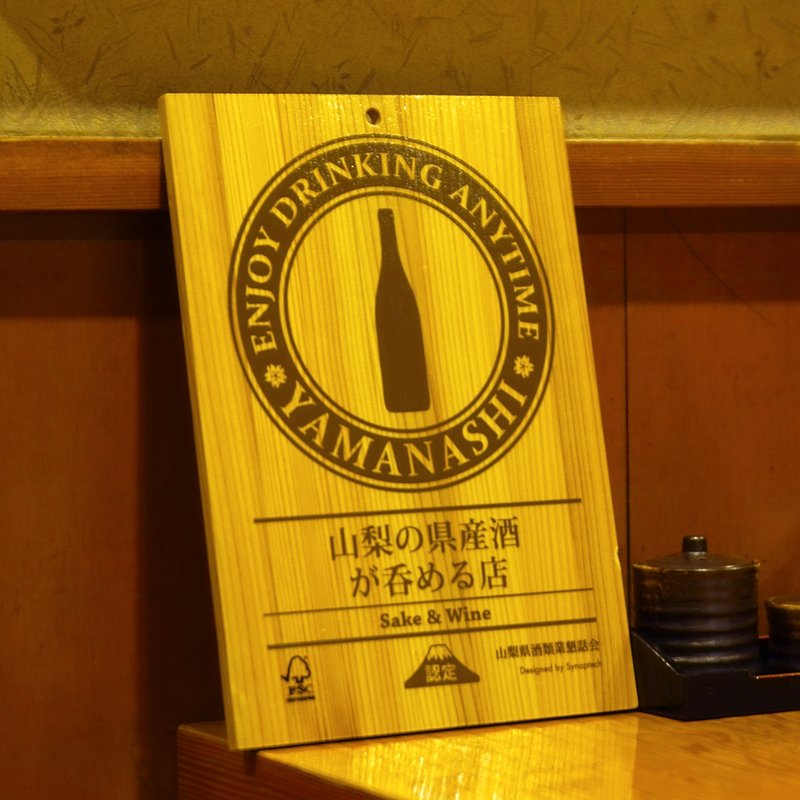 ENJOY DRINKING ANYTIME
YAMANASHI
山梨の県産酒
が呑める店
Sake & Wine
FSC
認定
山梨県酒類業懇話会
Designed by Synaptech